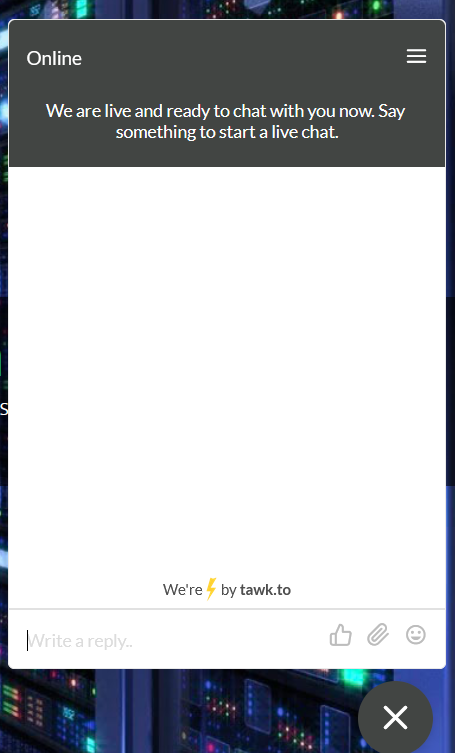 Online
We are live and ready to chat with you now. Say
something to start a live chat.
S
We're by tawk.to
Write a reply..